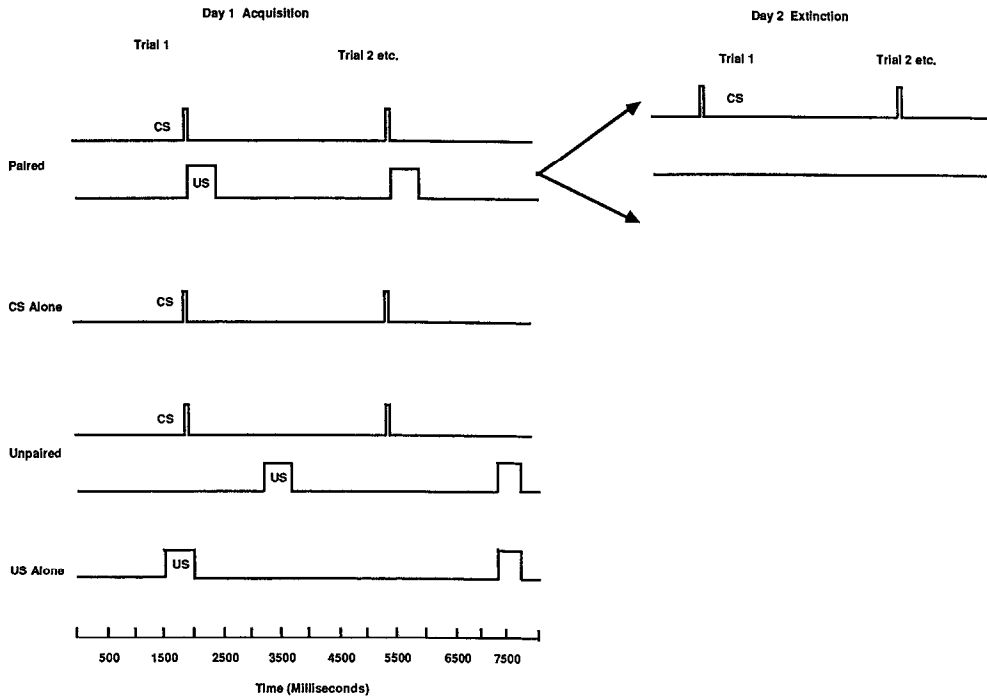 Day 1 Acquisition
Day 2 Extinction
Trial 1
Trial 2 etc.
Trial 1
Trial 2 etc.
CS
CS
Paired
US
CS Alone
CS
CS
Unpaired
US
US Alone
US
500 1500 2500 3500 4500 5500 6500 7500
Time (Milliseconds)